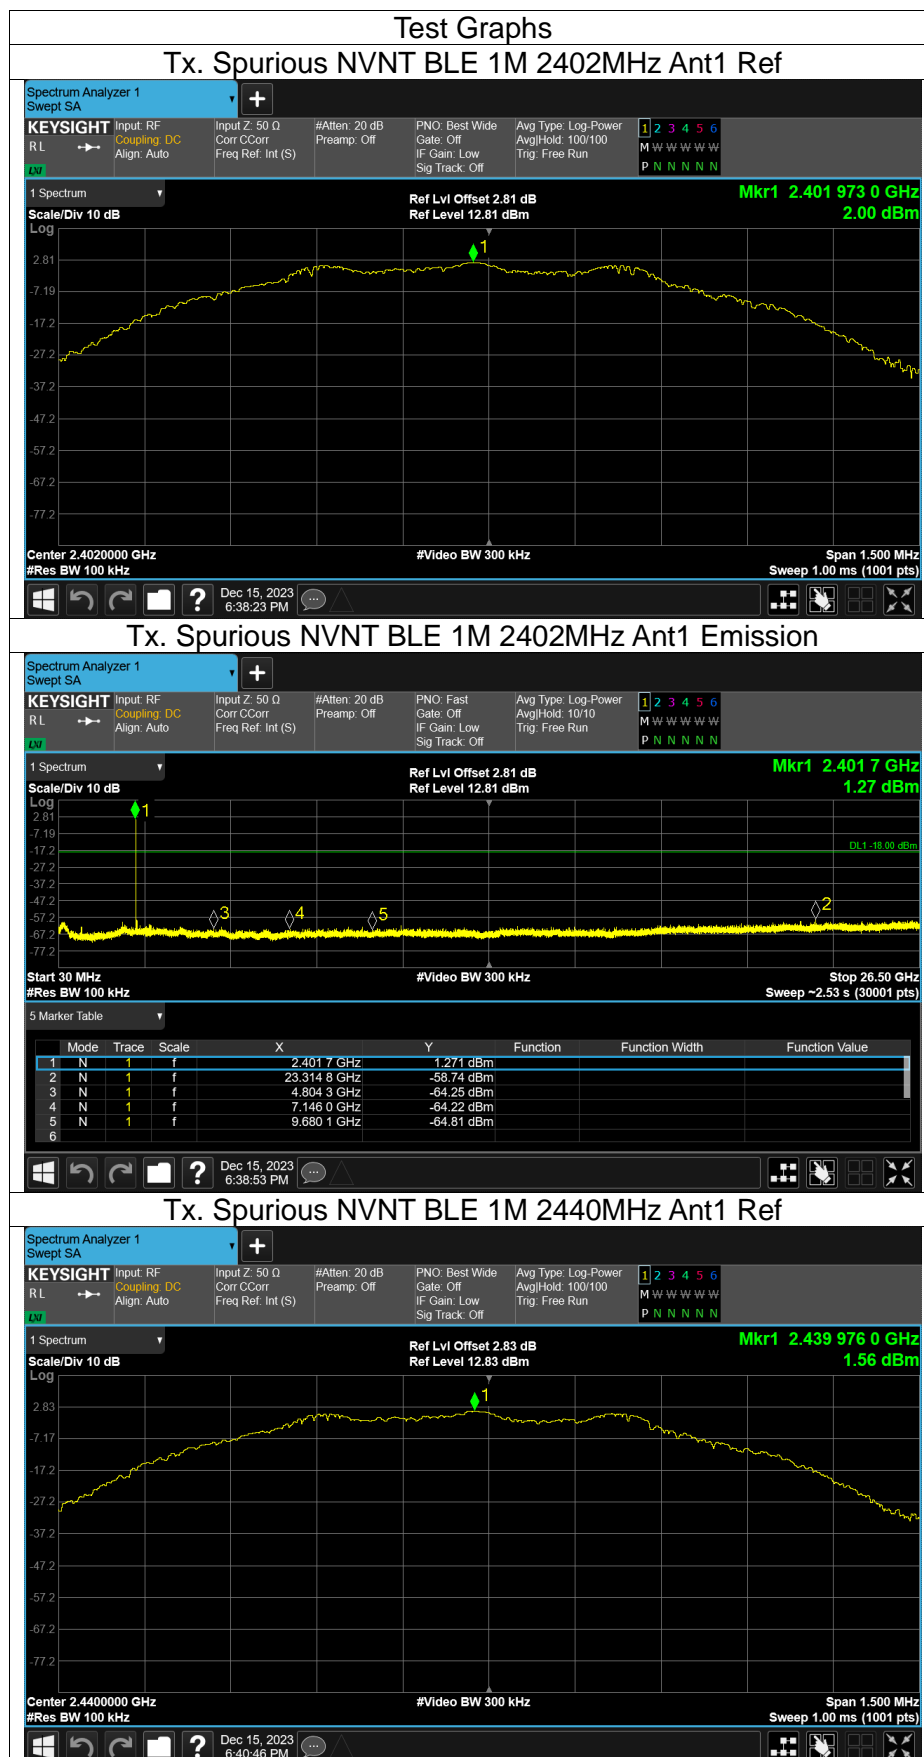 Test Graphs
Tx. Spurious NVNT BLE 1M 2402MHz Ant1 Ref
Spectrum Analyzer 1
Swept SA
+
KEYSIGHT Input: RF Input Z: 50 Ω #Atten: 20 dB PNO: Best Wide Avg Type: Log-Power 1 2 3 4 5 6
RL Coupling: DC Corr CCorr Preamp: Off Gate: Off Avg|Hold: 100/100 M W W W W W
Align: Auto Freq Ref: Int (S) IF Gain: Low Trig: Free Run
LXI Sig Track: Off P N N N N N
1 Spectrum
Ref Lvl Offset 2.81 dB
Mkr1 2.401 973 0 GHz
Scale/Div 10 dB
Ref Level 12.81 dBm
2.00 dBm
Log
1
2.81
-7.19
-17.2
-27.2
-37.2
-47.2
-57.2
-67.2
-77.2
Center 2.4020000 GHz #Video BW 300 kHz Span 1.500 MHz
#Res BW 100 kHz Sweep 1.00 ms (1001 pts)
? Dec 15, 2023
6:38:23 PM
Tx. Spurious NVNT BLE 1M 2402MHz Ant1 Emission
Spectrum Analyzer 1
Swept SA
+
KEYSIGHT Input: RF Input Z: 50 Ω #Atten: 20 dB PNO: Fast Avg Type: Log-Power 1 2 3 4 5 6
RL Coupling: DC Corr CCorr Preamp: Off Gate: Off Avg|Hold: 10/10 M W W W W W
Align: Auto Freq Ref: Int (S) IF Gain: Low Trig: Free Run
LXI Sig Track: Off P N N N N N
1 Spectrum
Ref Lvl Offset 2.81 dB
Mkr1 2.401 7 GHz
Scale/Div 10 dB
Ref Level 12.81 dBm
1.27 dBm
Log
1
2.81
-7.19
DL1 -18.00 dBm
-17.2
-27.2
-37.2
-47.2
2
3 4 5
-57.2
-67.2
-77.2
Start 30 MHz #Video BW 300 kHz Stop 26.50 GHz
#Res BW 100 kHz Sweep ~2.53 s (30001 pts)
5 Marker Table
Mode Trace Scale X Y Function Function Width Function Value
1 N 1 f 2.401 7 GHz 1.271 dBm
2 N 1 f 23.314 8 GHz -58.74 dBm
3 N 1 f 4.804 3 GHz -64.25 dBm
4 N 1 f 7.146 0 GHz -64.22 dBm
5 N 1 f 9.680 1 GHz -64.81 dBm
6
? Dec 15, 2023
6:38:53 PM
Tx. Spurious NVNT BLE 1M 2440MHz Ant1 Ref
Spectrum Analyzer 1
Swept SA
+
KEYSIGHT Input: RF Input Z: 50 Ω #Atten: 20 dB PNO: Best Wide Avg Type: Log-Power 1 2 3 4 5 6
RL Coupling: DC Corr CCorr Preamp: Off Gate: Off Avg|Hold: 100/100 M W W W W W
Align: Auto Freq Ref: Int (S) IF Gain: Low Trig: Free Run
LXI Sig Track: Off P N N N N N
1 Spectrum
Ref Lvl Offset 2.83 dB
Mkr1 2.439 976 0 GHz
Scale/Div 10 dB
Ref Level 12.83 dBm
1.56 dBm
Log
1
2.83
-7.17
-17.2
-27.2
-37.2
-47.2
-57.2
-67.2
-77.2
Center 2.4400000 GHz #Video BW 300 kHz Span 1.500 MHz
#Res BW 100 kHz Sweep 1.00 ms (1001 pts)
? Dec 15, 2023
6:40:46 PM